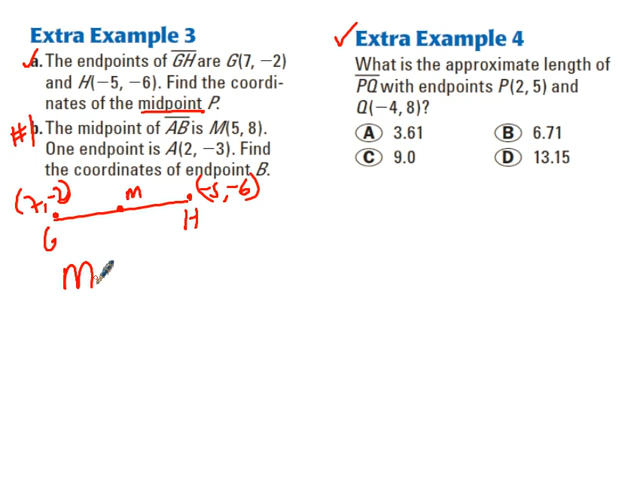 Extra Example 3
a. The endpoints of GH are G(7, −2)
and H(−5, −6). Find the coordi-
nates of the midpoint P.
#1
b. The midpoint of AB is M(5, 8).
One endpoint is A(2, −3). Find
the coordinates of endpoint B.
(7,-2)
M
(-5,-6)
G
H
M
Extra Example 4
What is the approximate length of
PQ with endpoints P(2, 5) and
Q(−4, 8)?
A 3.61
B 6.71
C 9.0
D 13.15